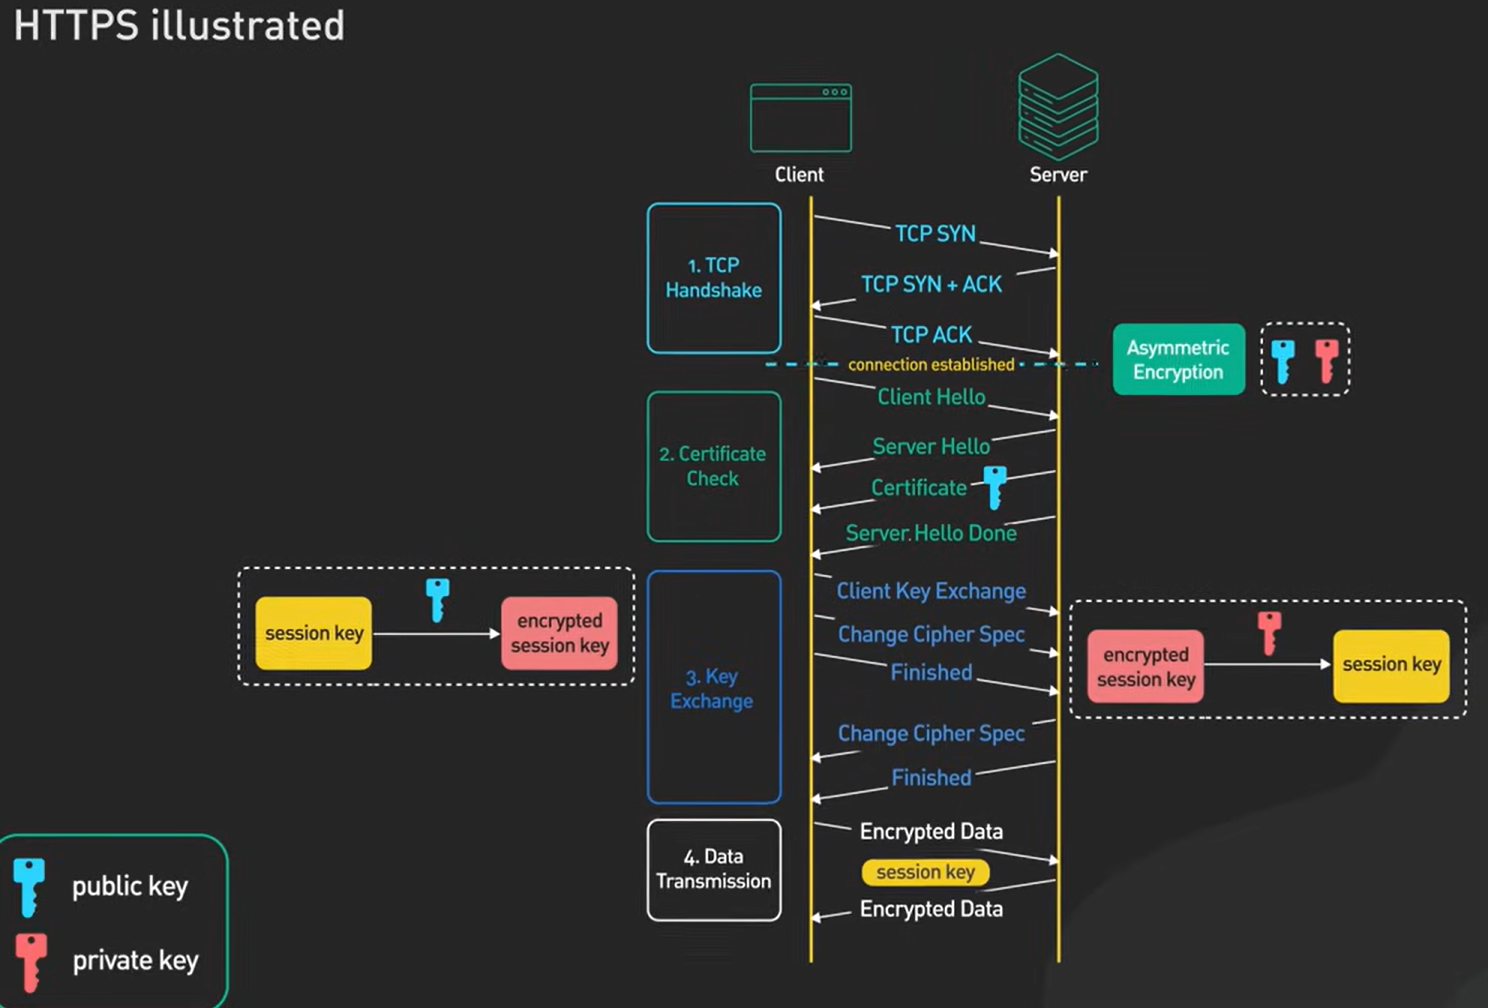 HTTPS illustrated
Client
Server
1. TCP
Handshake
TCP SYN
TCP SYN + ACK
TCP ACK
connection established
Asymmetric
Encryption
2. Certificate
Check
Client Hello
Server Hello
Certificate
Server.Hello Done
session key
encrypted
session key
3. Key
Exchange
Client Key Exchange
Change Cipher Spec
Finished
Change Cipher Spec
Finished
encrypted
session key
session key
4. Data
Transmission
Encrypted Data
session key
Encrypted Data
public key
private key